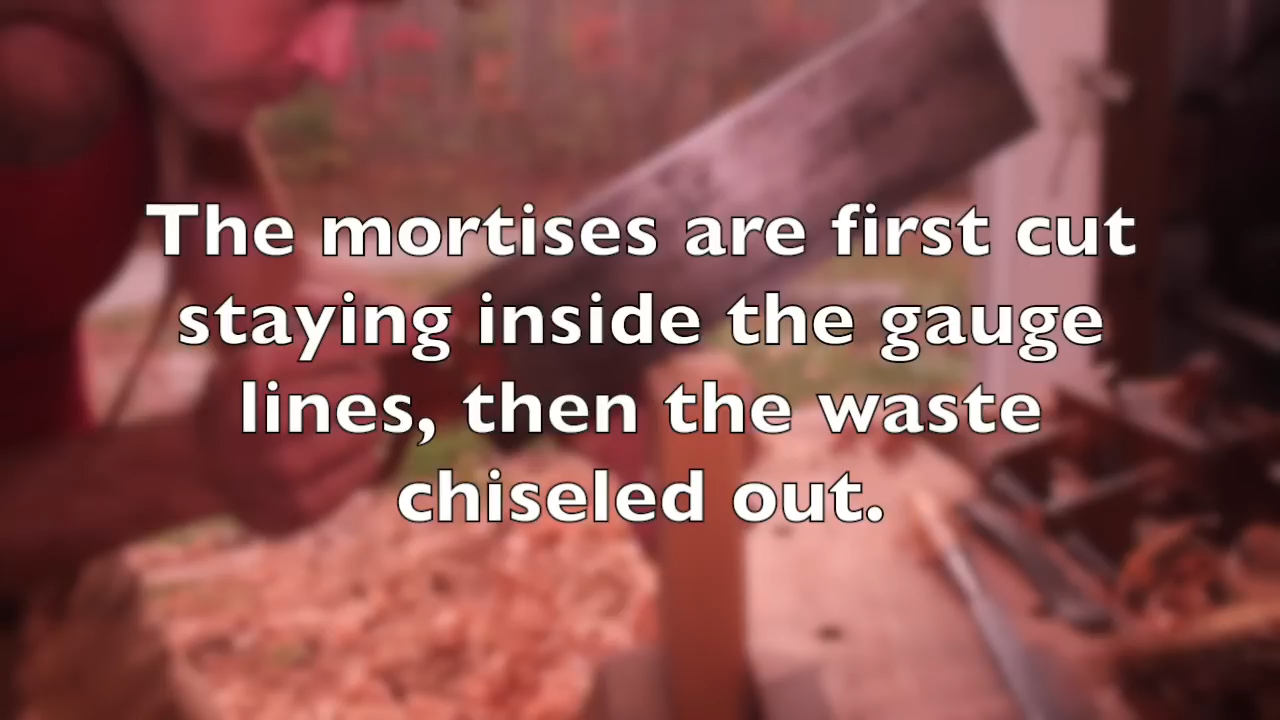 The mortises are first cut
staying inside the gauge
lines, then the waste
chiseled out.